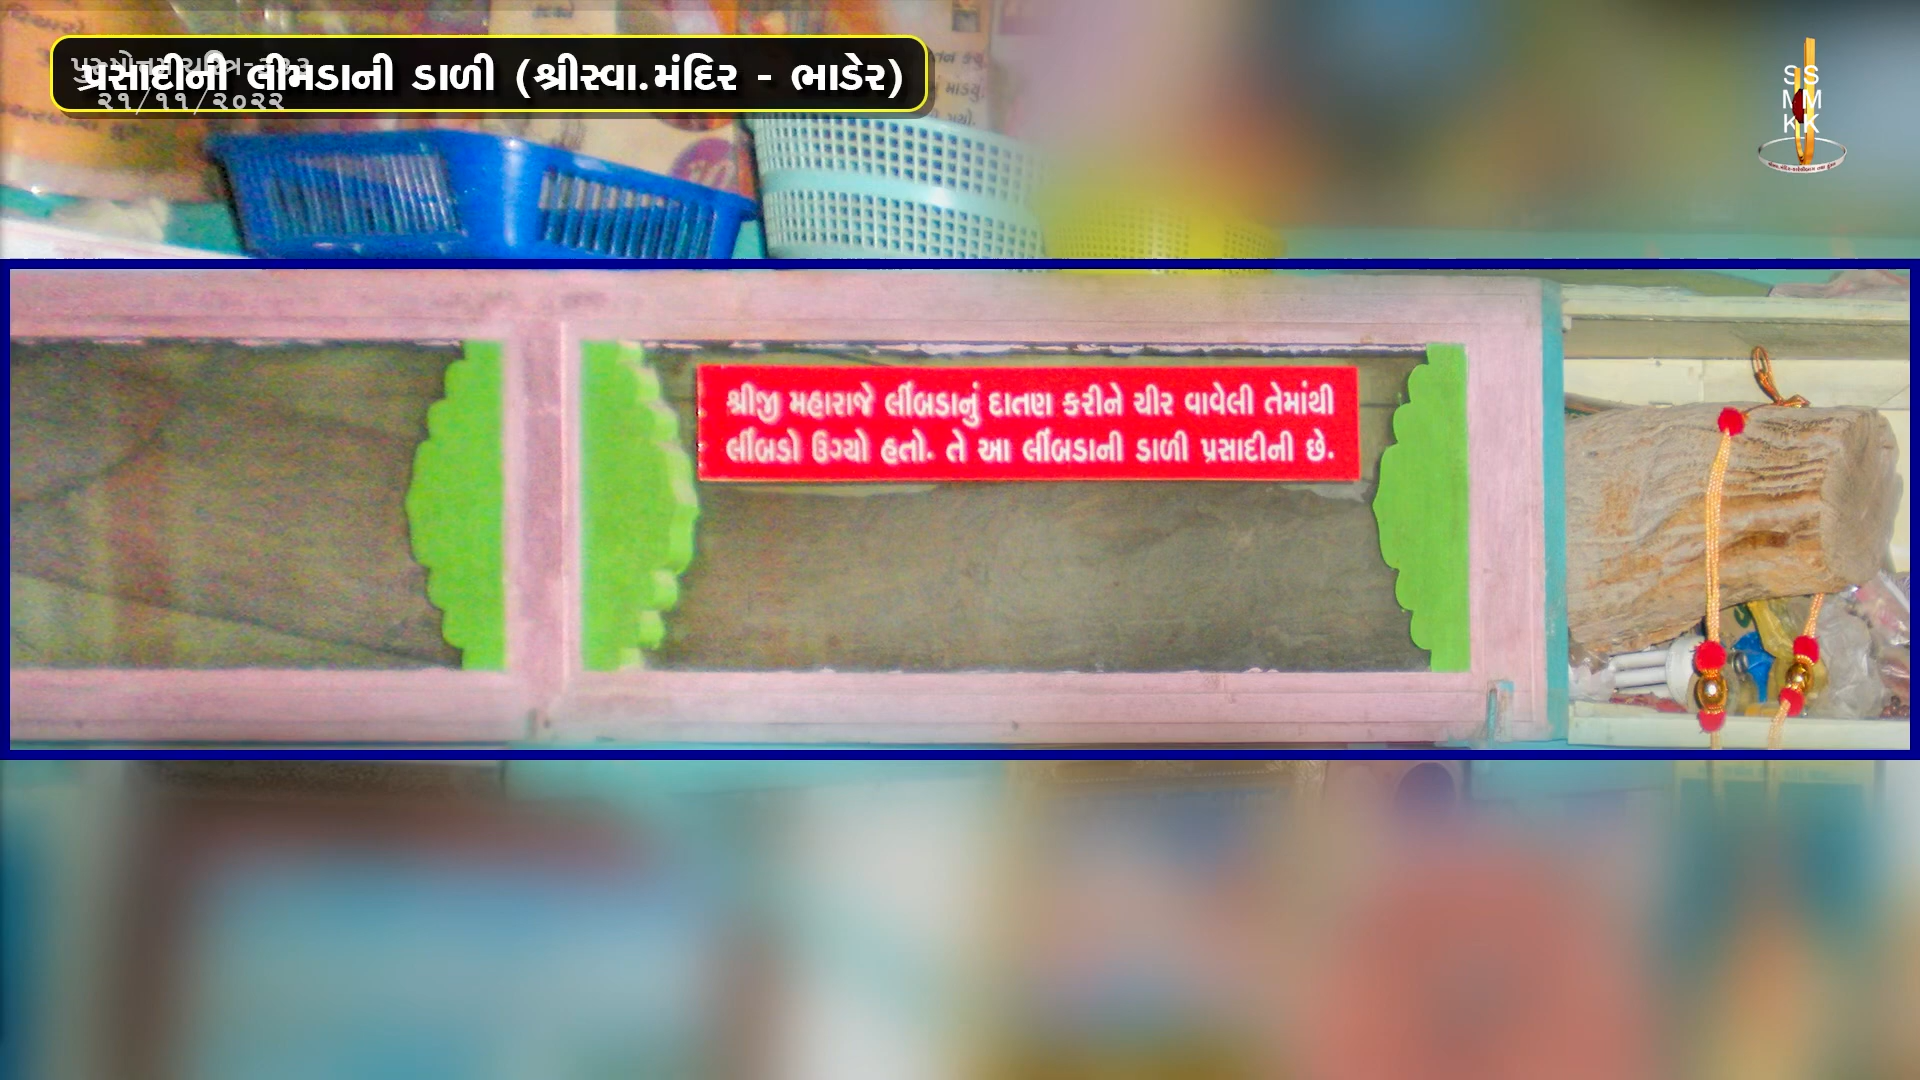 પ્રસાદીની લીમડાની ડાળી (શ્રીસ્વા.મંદિર - ભાડેર)
૨૧/૧૧/૨૦૨૨
SS
MM
KK
શ્રીજી મહારાજે લીંબડાનું દાતણ કરીને ચીર વાવેલી તેમાંથી
લીંબડો ઉગ્યો હતો. તે આ લીંબડાની ડાળી પ્રસાદીની છે.